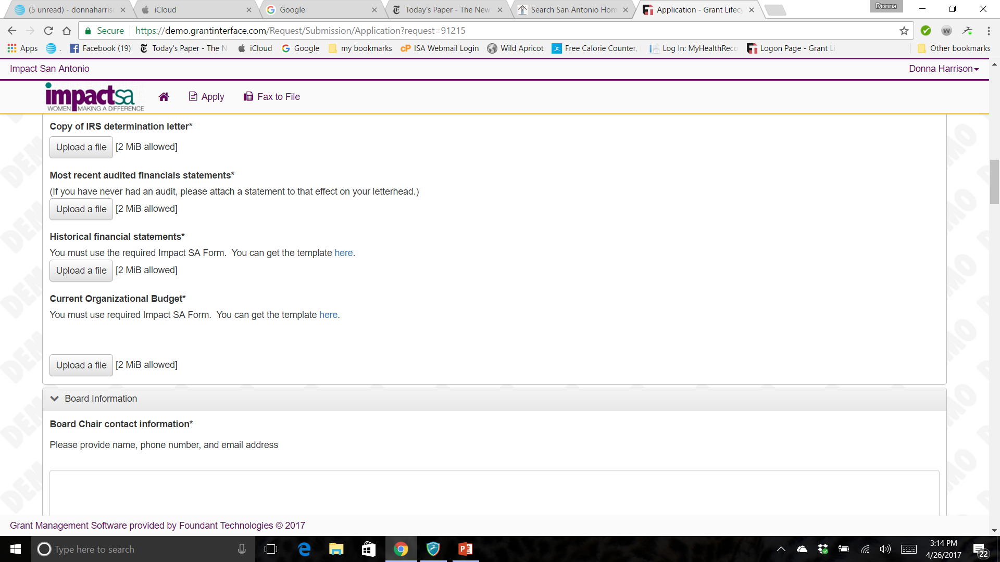 (5 unread) - donnaharris
iCloud
Google
Today's Paper - The New
Search San Antonio Hom
Application - Grant Lifec
Donna
Secure
https://demo.grantinterface.com/Request/Submission/Application?request=91215
Apps
.
Facebook (19)
Today's Paper - The N
iCloud
Google
my bookmarks
cP ISA Webmail Login
Wild Apricot
Free Calorie Counter,
Log In: MyHealthReco
Logon Page - Grant Li
Other bookmarks
Impact San Antonio
Donna Harrison
impactsa
WOMEN MAKING A DIFFERENCE
Apply
Fax to File
Copy of IRS determination letter*
Upload a file [2 MiB allowed]
Most recent audited financials statements*
(If you have never had an audit, please attach a statement to that effect on your letterhead.)
Upload a file [2 MiB allowed]
Historical financial statements*
You must use the required Impact SA Form.  You can get the template here.
Upload a file [2 MiB allowed]
Current Organizational Budget*
You must use required Impact SA Form.  You can get the template here.
Upload a file [2 MiB allowed]
Board Information
Board Chair contact information*
Please provide name, phone number, and email address
Grant Management Software provided by Foundant Technologies © 2017
Type here to search
3:14 PM
4/26/2017
22